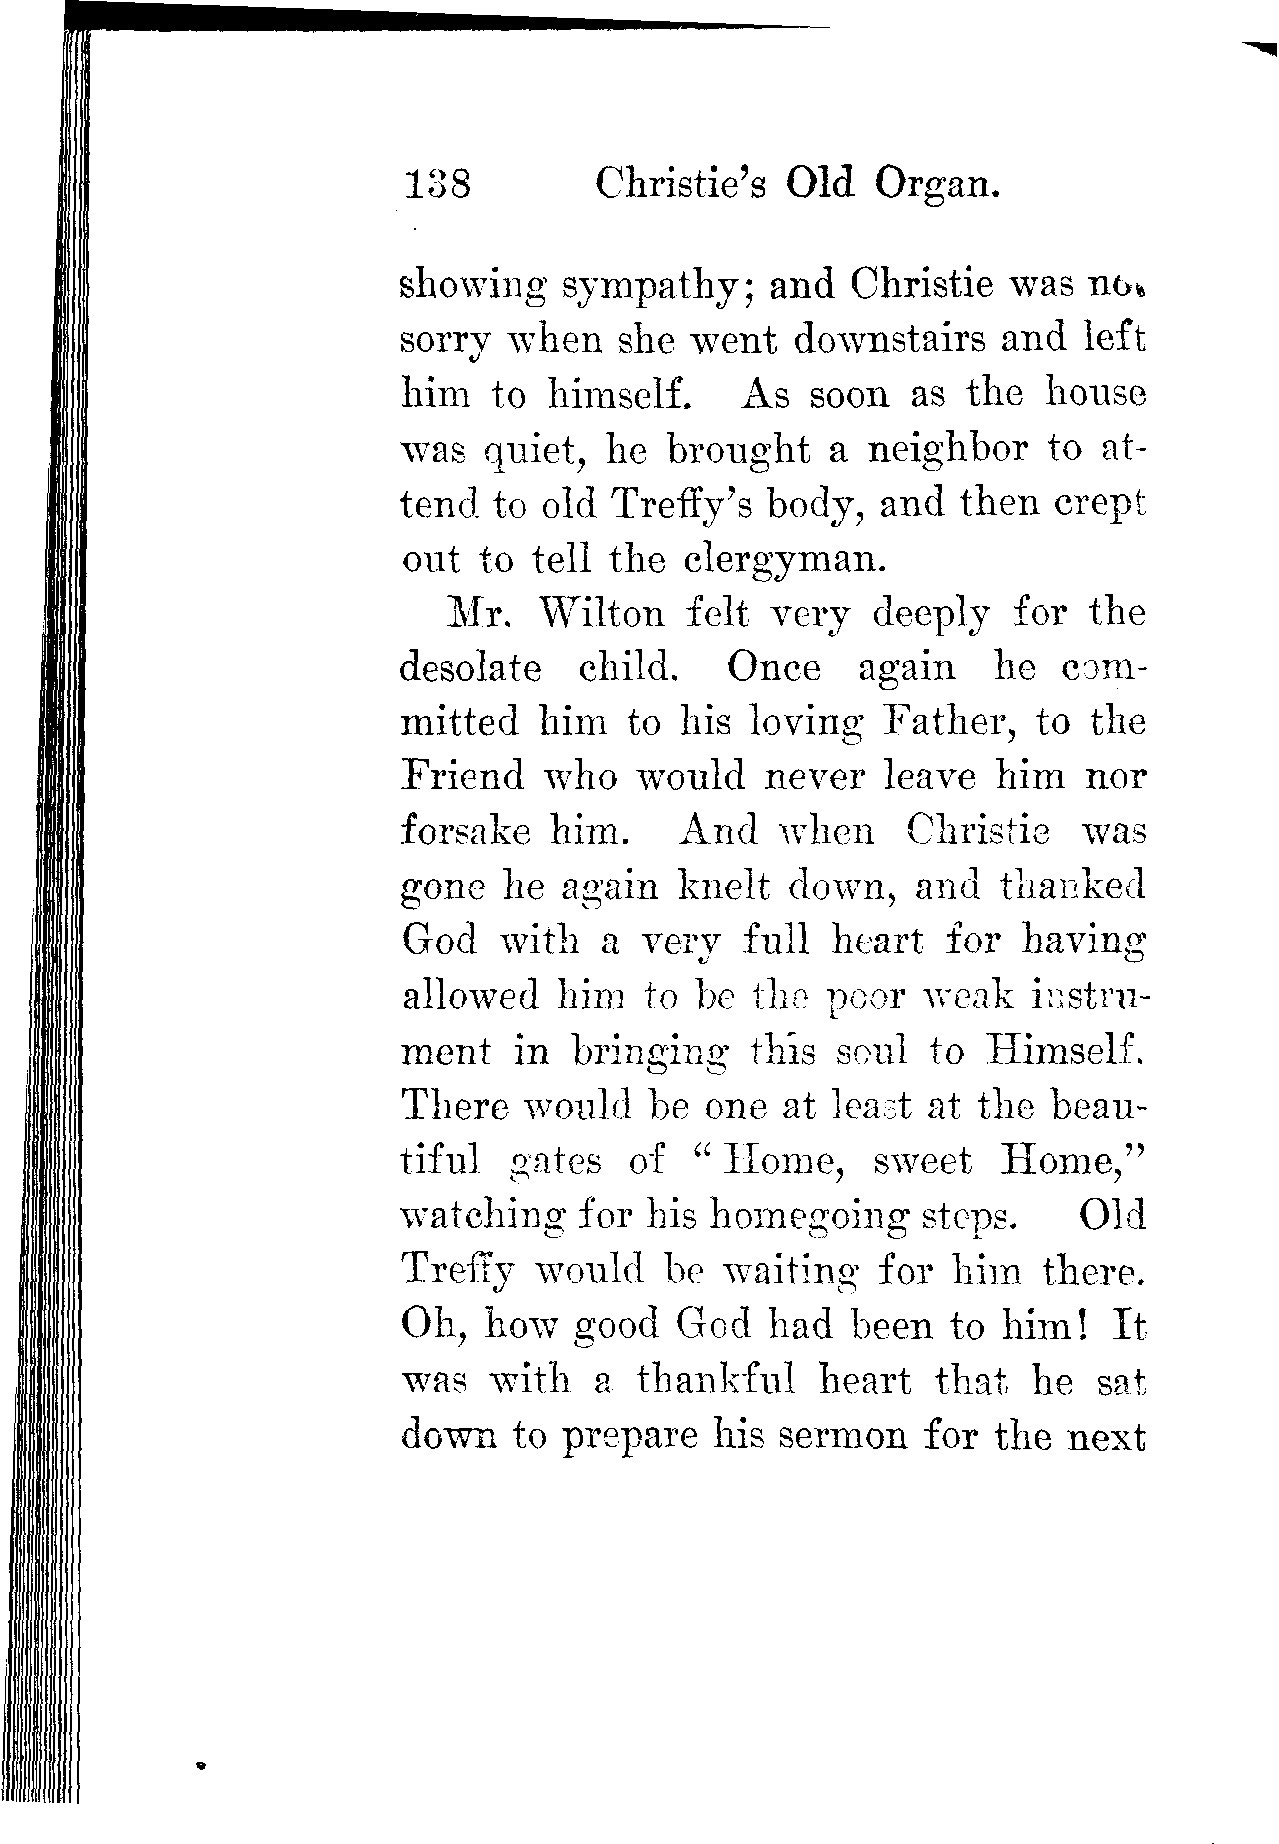 138 Christie's Old Organ.
showing sympathy; and Christie was not
sorry when she went downstairs and left
him to himself. As soon as the house
was quiet, he brought a neighbor to at-
tend to old Treffy's body, and then crept
out to tell the clergyman.
Mr. Wilton felt very deeply for the
desolate child. Once again he com-
mitted him to his loving Father, to the
Friend who would never leave him nor
forsake him. And when Christie was
gone he again knelt down, and thanked
God with a very full heart for having
allowed him to be the poor weak instru-
ment in bringing this soul to Himself.
There would be one at least at the beau-
tiful gates of "Home, sweet Home,"
watching for his homegoing steps. Old
Treffy would be waiting for him there.
Oh, how good God had been to him! It
was with a thankful heart that he sat
down to prepare his sermon for the next